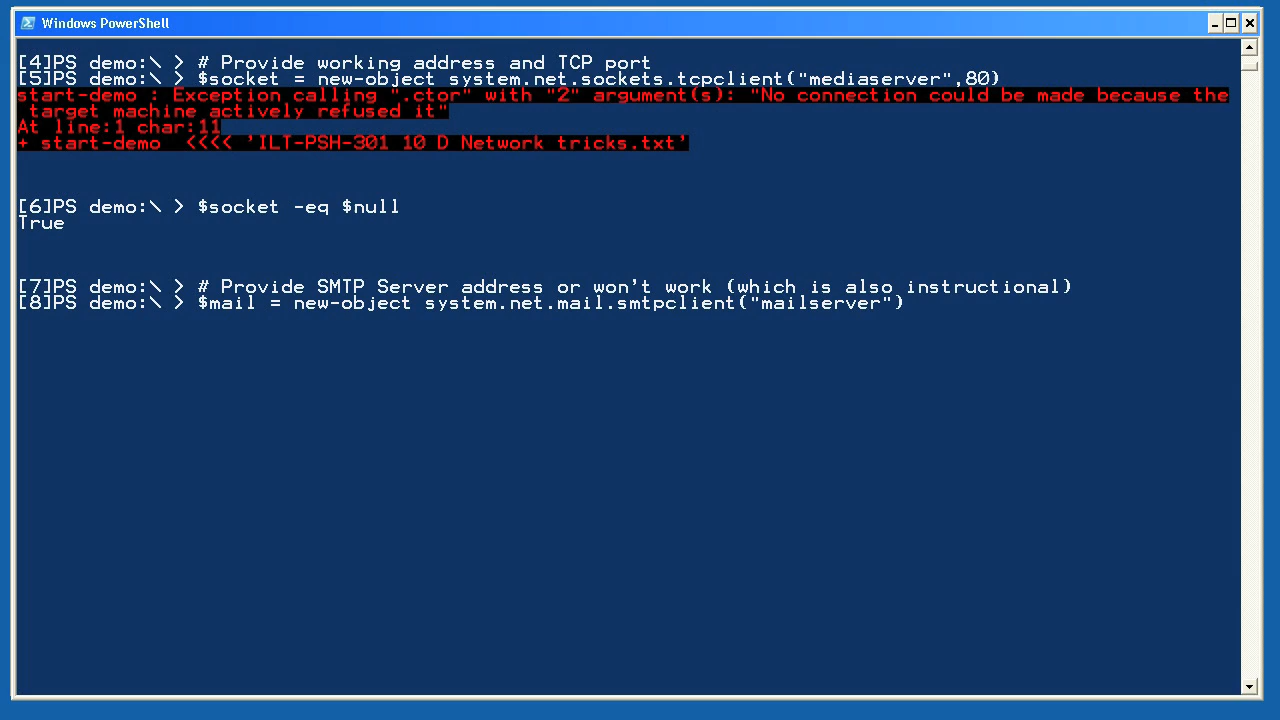 Windows PowerShell
[4]PS demo:\ > # Provide working address and TCP port
[5]PS demo:\ > $socket = new-object system.net.sockets.tcpclient("mediaserver",80)
start-demo : Exception calling ".ctor" with "2" argument(s): "No connection could be made because the
target machine actively refused it"
At line:1 char:11
+ start-demo  <<<< 'ILT-PSH-301 10 D Network tricks.txt'
[6]PS demo:\ > $socket -eq $null
True
[7]PS demo:\ > # Provide SMTP Server address or won't work (which is also instructional)
[8]PS demo:\ > $mail = new-object system.net.mail.smtpclient("mailserver")